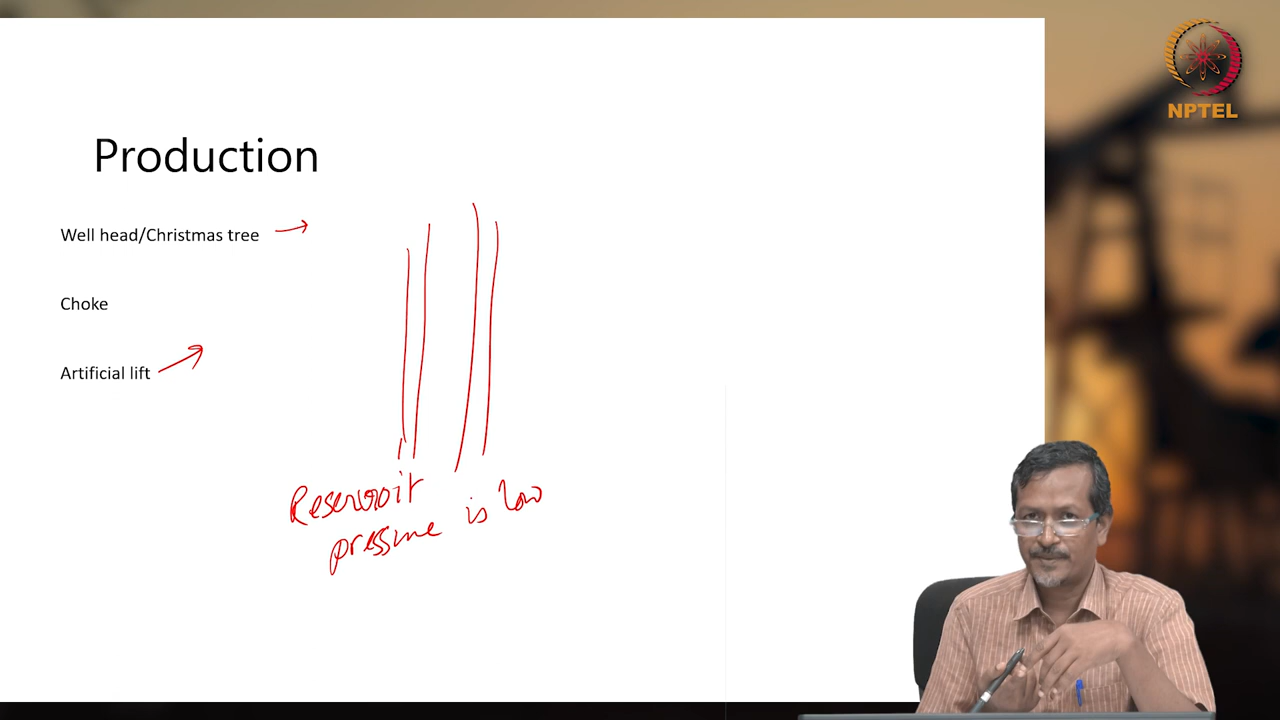 NPTEL
Production
Well head/Christmas tree
Choke
Artificial lift
Reservoir
pressure is low